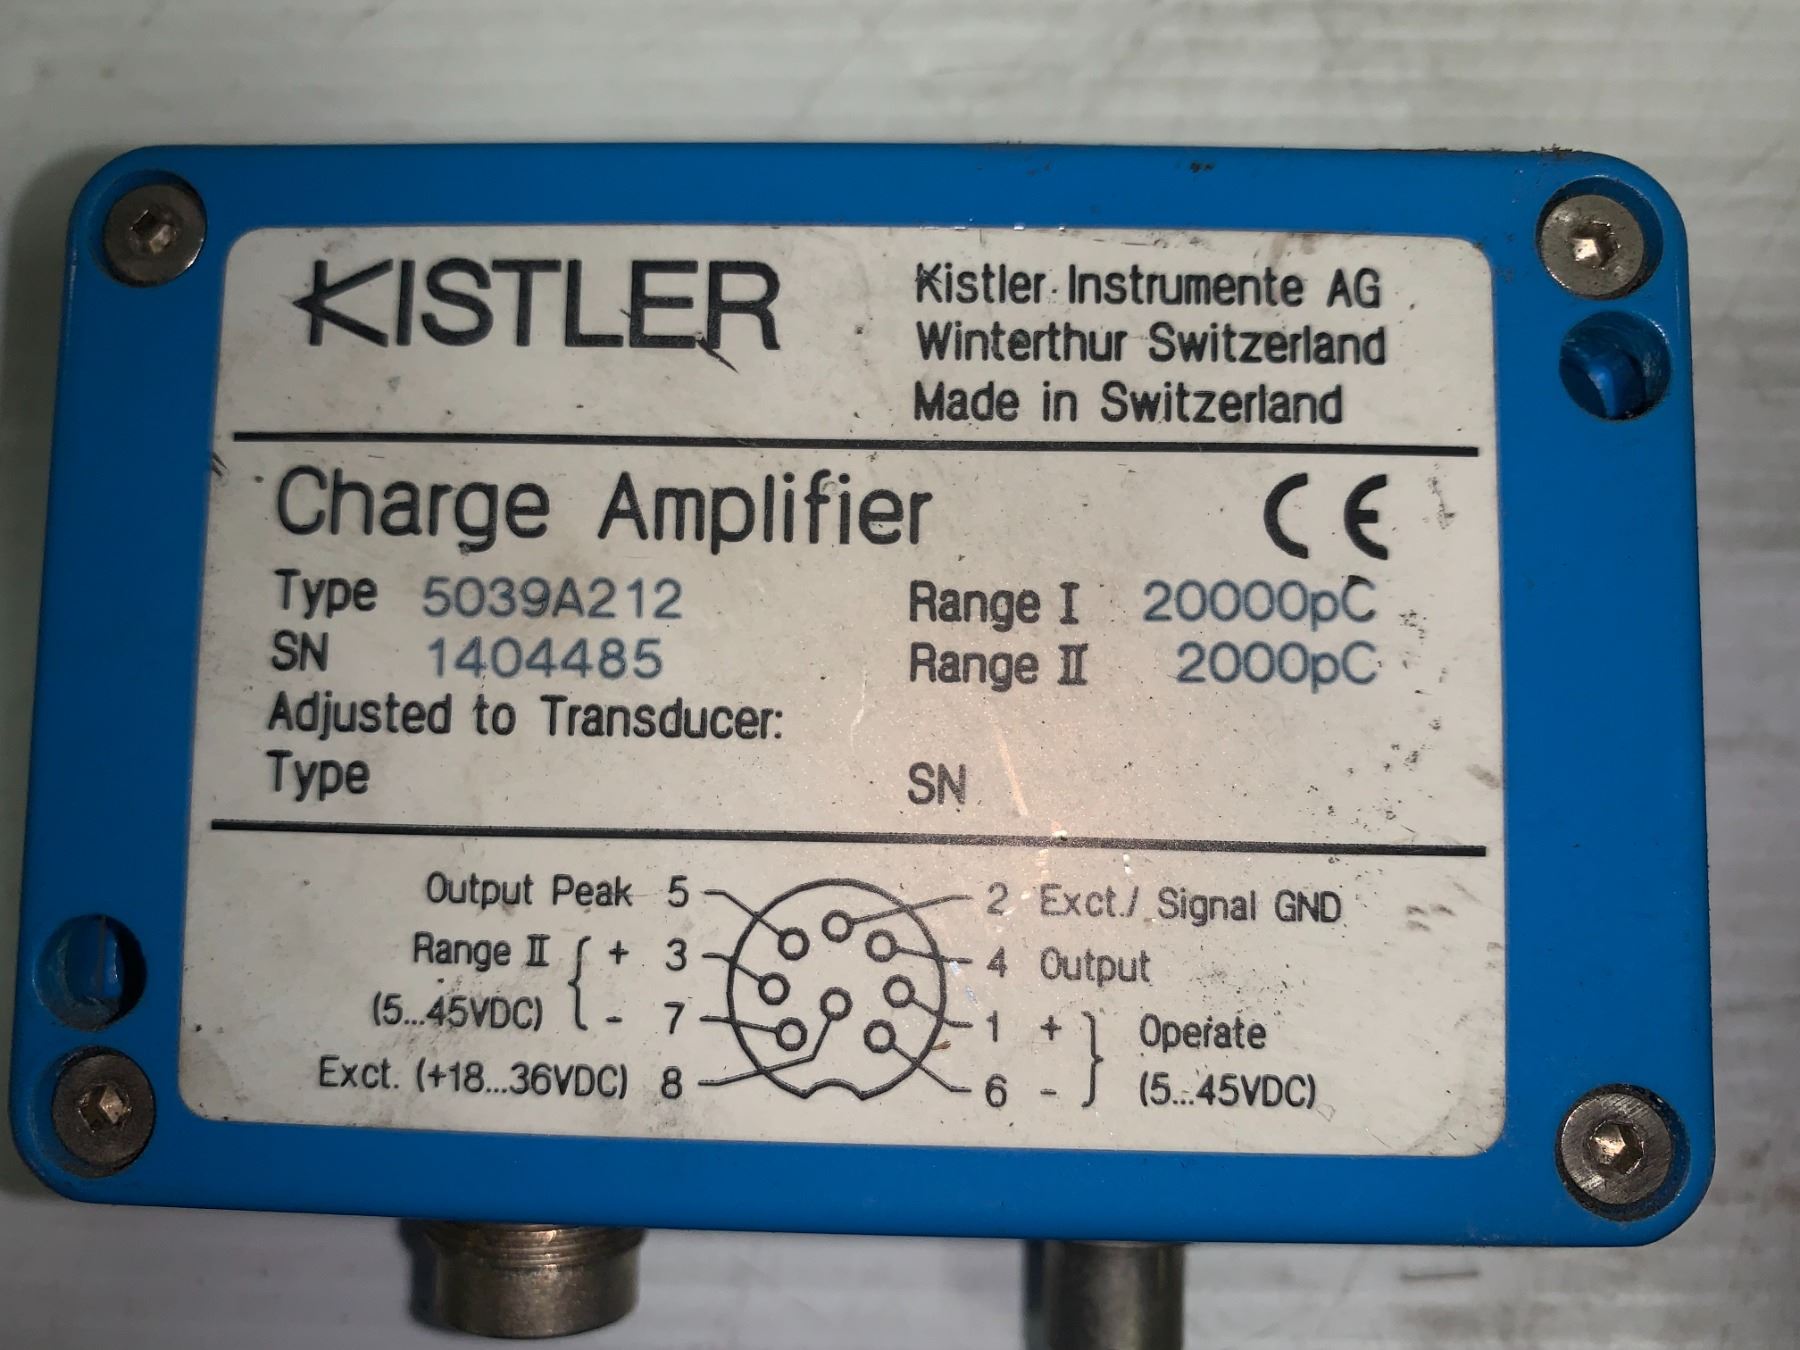 KISTLER
Kistler Instrumente AG
Winterthur Switzerland
Made in Switzerland
Charge Amplifier CE
Type 5039A212 Range I 20000pC
SN 1404485 Range II 2000pC
Adjusted to Transducer:
Type SN
Output Peak 5 2 Exct./ Signal GND
Range II + 3 4 Output
(5...45VDC) - 7 1 + Operate
Exct. (+18...36VDC) 8 6 - (5...45VDC)